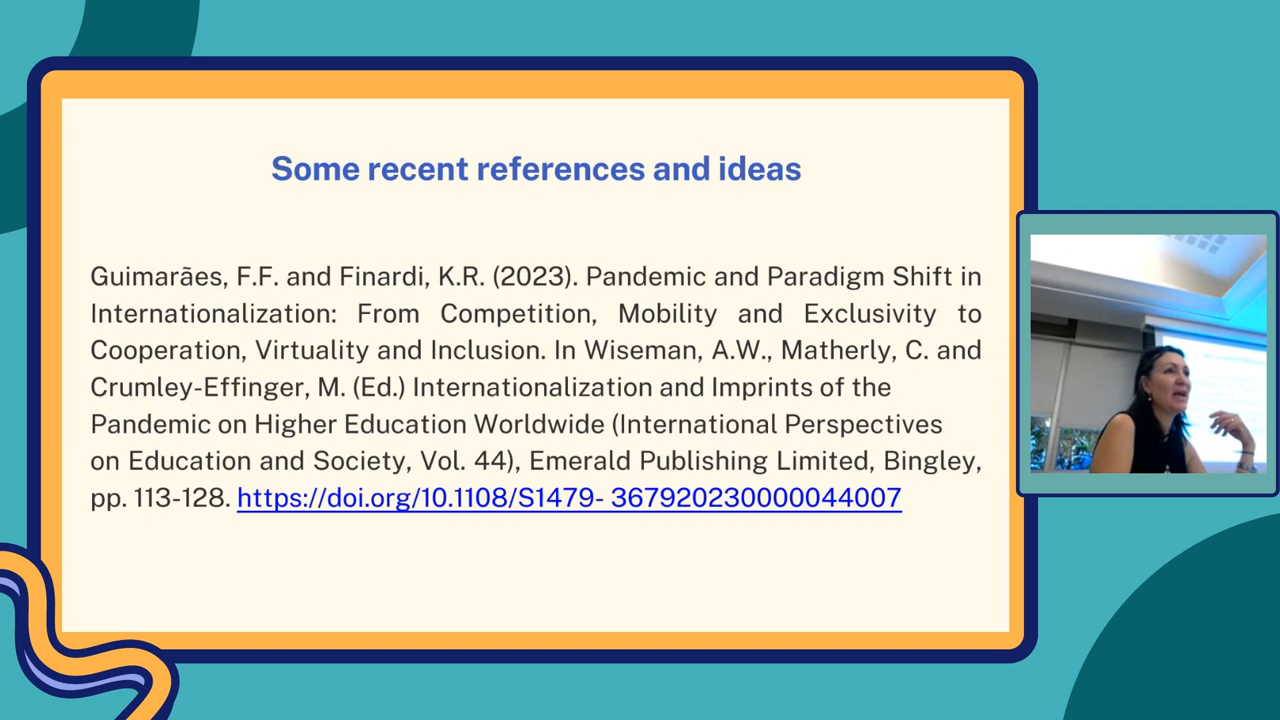 Some recent references and ideas
Guimarães, F.F. and Finardi, K.R. (2023). Pandemic and Paradigm Shift in
Internationalization: From Competition, Mobility and Exclusivity to
Cooperation, Virtuality and Inclusion. In Wiseman, A.W., Matherly, C. and
Crumley-Effinger, M. (Ed.) Internationalization and Imprints of the
Pandemic on Higher Education Worldwide (International Perspectives
on Education and Society, Vol. 44), Emerald Publishing Limited, Bingley,
pp. 113-128. https://doi.org/10.1108/S1479- 367920230000044007